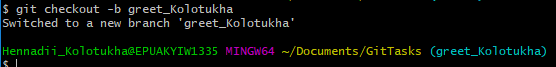 $ git checkout -b greet_Kolotukha
Switched to a new branch 'greet_Kolotukha'
Hennadii_Kolotukha@EPUAKYIW1335 MINGW64 ~/Documents/GitTasks (greet_Kolotukha)
$